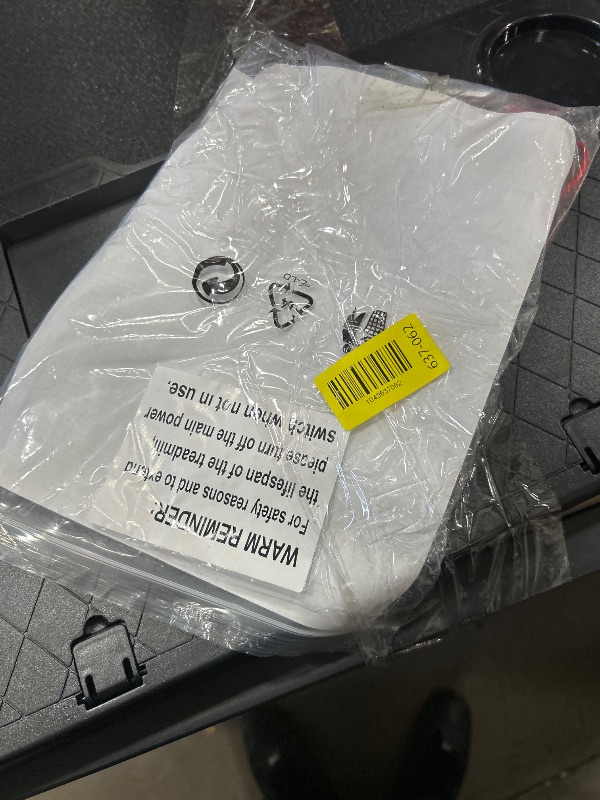 WARM REMINDER:
For safety reasons and to extend
the lifespan of the treadmill,
please turn off the main power
switch when not in use.
637-062